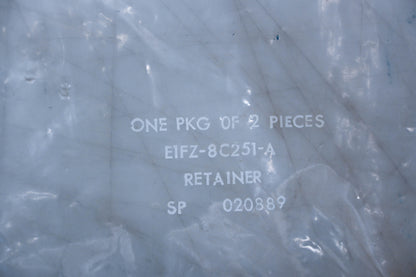 ONE PKG OF 2 PIECES
E1FZ-8C251-A
RETAINER
SP 020889